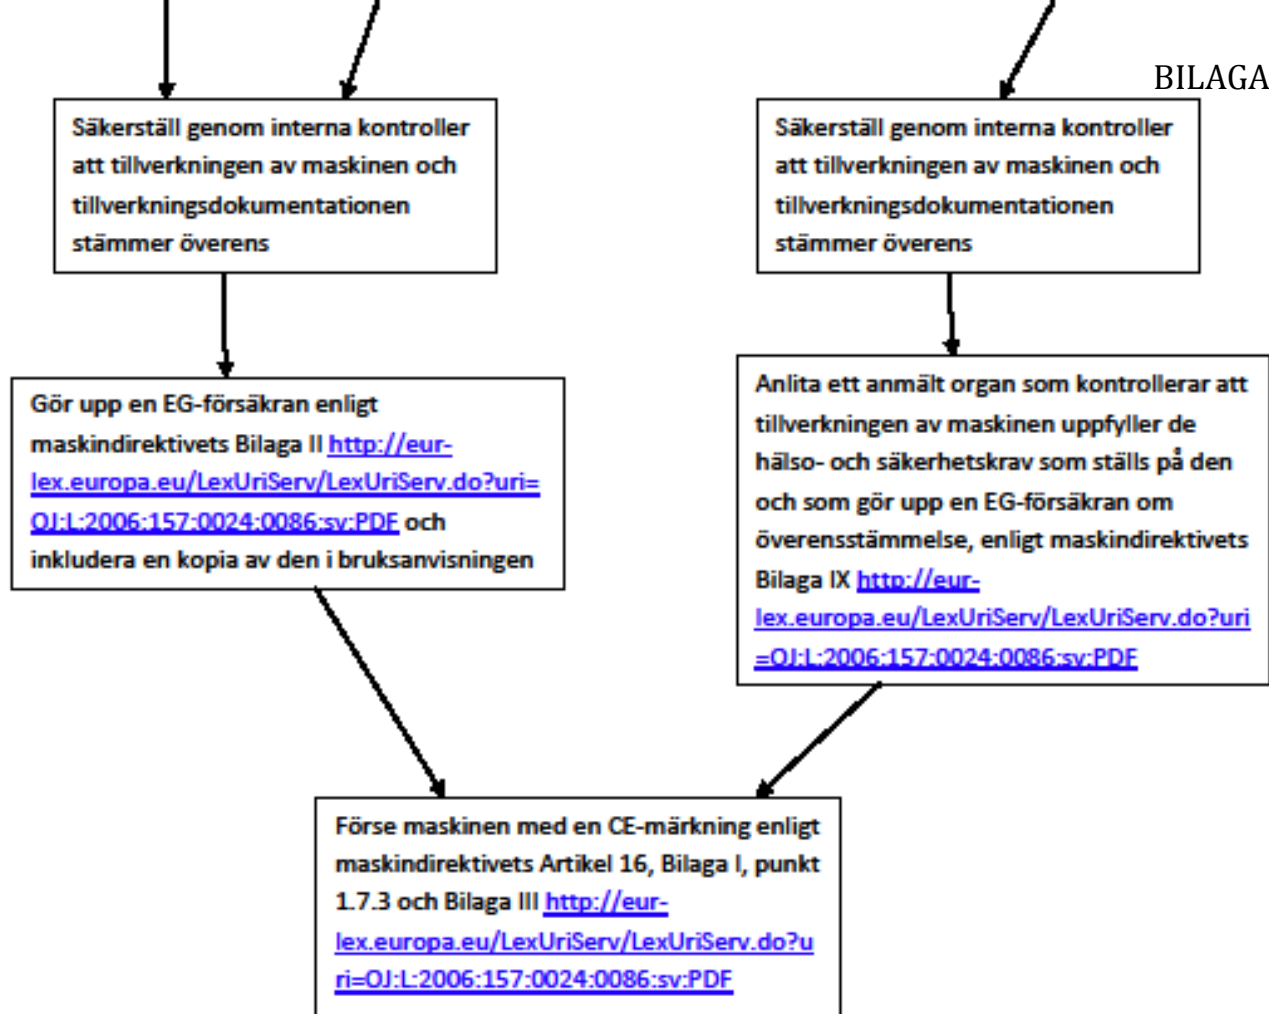 BILAGA
Säkerställ genom interna kontroller
att tillverkningen av maskinen och
tillverkningsdokumentationen
stämmer överens
Säkerställ genom interna kontroller
att tillverkningen av maskinen och
tillverkningsdokumentationen
stämmer överens
Gör upp en EG-försäkran enligt
maskindirektivets Bilaga II http://eur-
lex.europa.eu/LexUriServ/LexUriServ.do?uri=
OJ:L:2006:157:0024:0086:sv:PDF och
inkludera en kopia av den i bruksanvisningen
Anlita ett anmält organ som kontrollerar att
tillverkningen av maskinen uppfyller de
hälso- och säkerhetskrav som ställs på den
och som gör upp en EG-försäkran om
överensstämmelse, enligt maskindirektivets
Bilaga IX http://eur-
lex.europa.eu/LexUriServ/LexUriServ.do?uri
=OJ:L:2006:157:0024:0086:sv:PDF
Förse maskinen med en CE-märkning enligt
maskindirektivets Artikel 16, Bilaga I, punkt
1.7.3 och Bilaga III http://eur-
lex.europa.eu/LexUriServ/LexUriServ.do?u
ri=OJ:L:2006:157:0024:0086:sv:PDF